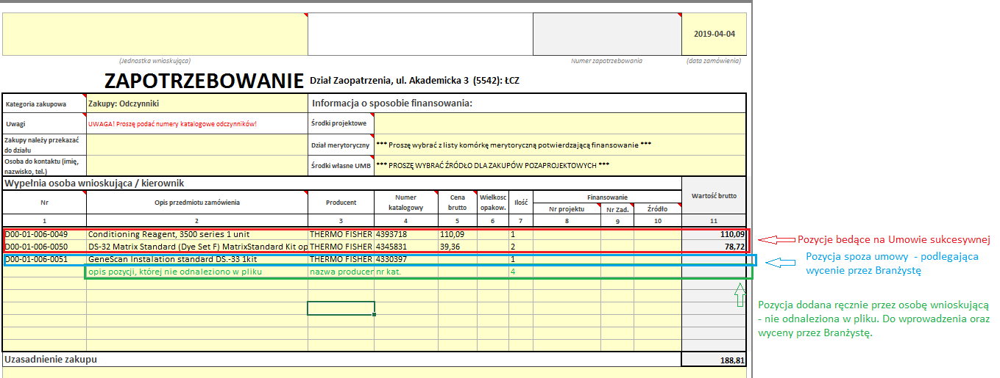 2019-04-04
(Jednostka wnioskująca)
Numer zapotrzebowania
(data zamówienia)
ZAPOTRZEBOWANIE Dział Zaopatrzenia, ul. Akademicka 3 (5542): ŁCZ
Kategoria zakupowa
Zakupy: Odczynniki
Informacja o sposobie finansowania:
Uwagi
UWAGA! Proszę podać numery katalogowe odczynników!
Środki projektowe
Zakupy należy przekazać
do działu
Dział merytoryczny
*** Proszę wybrać z listy komórkę merytoryczną potwierdzającą finansowanie ***
Osoba do kontaktu (imię,
nazwisko, tel.)
Środki własne UMB
*** PROSZĘ WYBRAĆ ŹRÓDŁO DLA ZAKUPÓW POZAPROJEKTOWYCH ***
Wypełnia osoba wnioskująca / kierownik
Nr
Opis przedmiotu zamówienia
Producent
Numer
katalogowy
Cena
brutto
Wielkosc
opakow.
Ilość
Finansowanie
Nr projektu
Nr Zad.
Źródło
Wartość brutto
1 2 3 4 5 6 7 8 9 10 11
D00-01-006-0049 Conditioning Reagent, 3500 series 1 unit THERMO FISHER 4393718 110,09 1 110,09
D00-01-006-0050 DS-32 Matrix Standard (Dye Set F) MatrixStandard Kit op THERMO FISHER 4345831 39,36 2 78,72
D00-01-006-0051 GeneScan Instalation standard DS.-33 1kit THERMO FISHER 4330397 1
opis pozycji, której nie odnaleziono w pliku nazwa producen nr kat. 4
Uzasadnienie zakupu 188,81
Pozycje bedące na Umowie sukcesywnej
Pozycja spoza umowy - podlegająca
wycenie przez Branżystę
Pozycja dodana ręcznie przez osobę wnioskującą
- nie odnaleziona w pliku. Do wprowadzenia oraz
wyceny przez Branżystę.